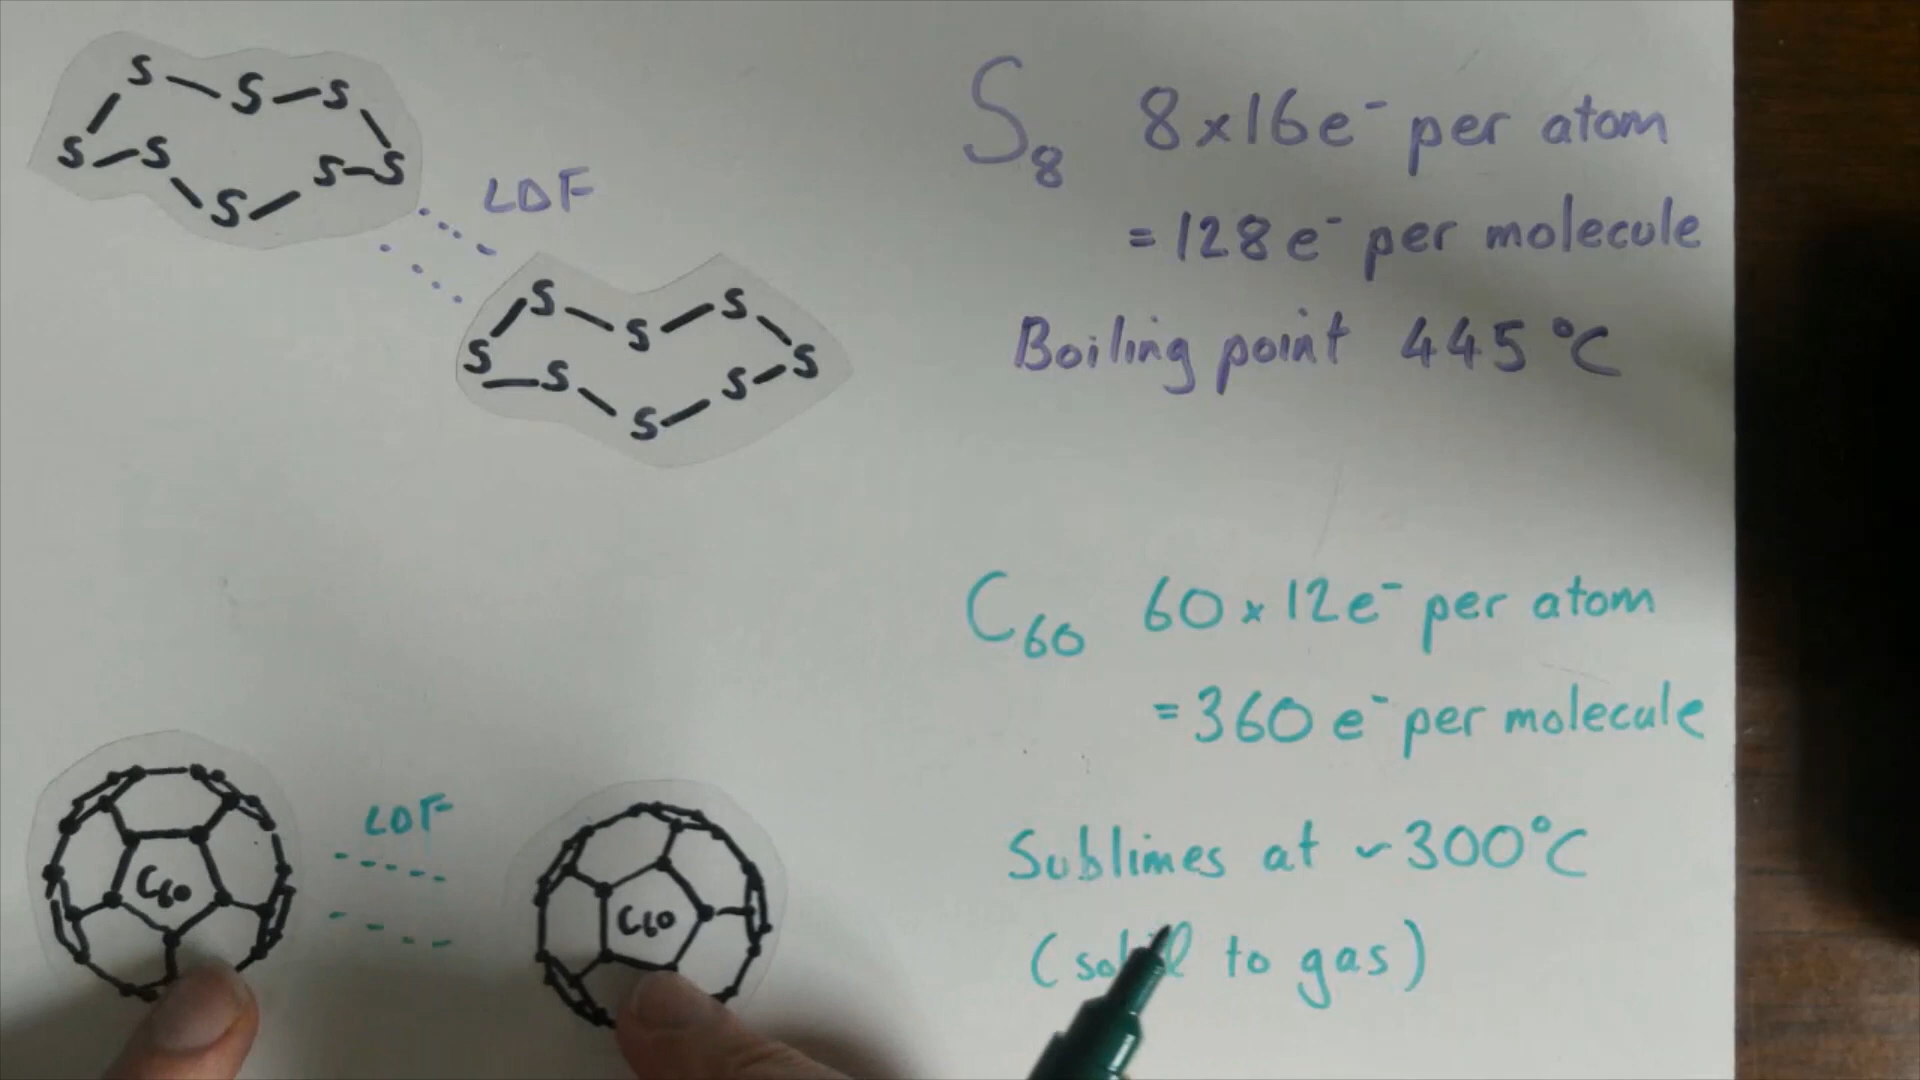 S S S
S S S S
S
LDF
S S S
S S S S
S
S₈ 8 x 16e⁻ per atom
= 128 e⁻ per molecule
Boiling point 445 °C
C₆₀ 60 x 12e⁻ per atom
= 360 e⁻ per molecule
LDF
C₆₀ C₆₀
Sublimes at ~300°C
(solid to gas)